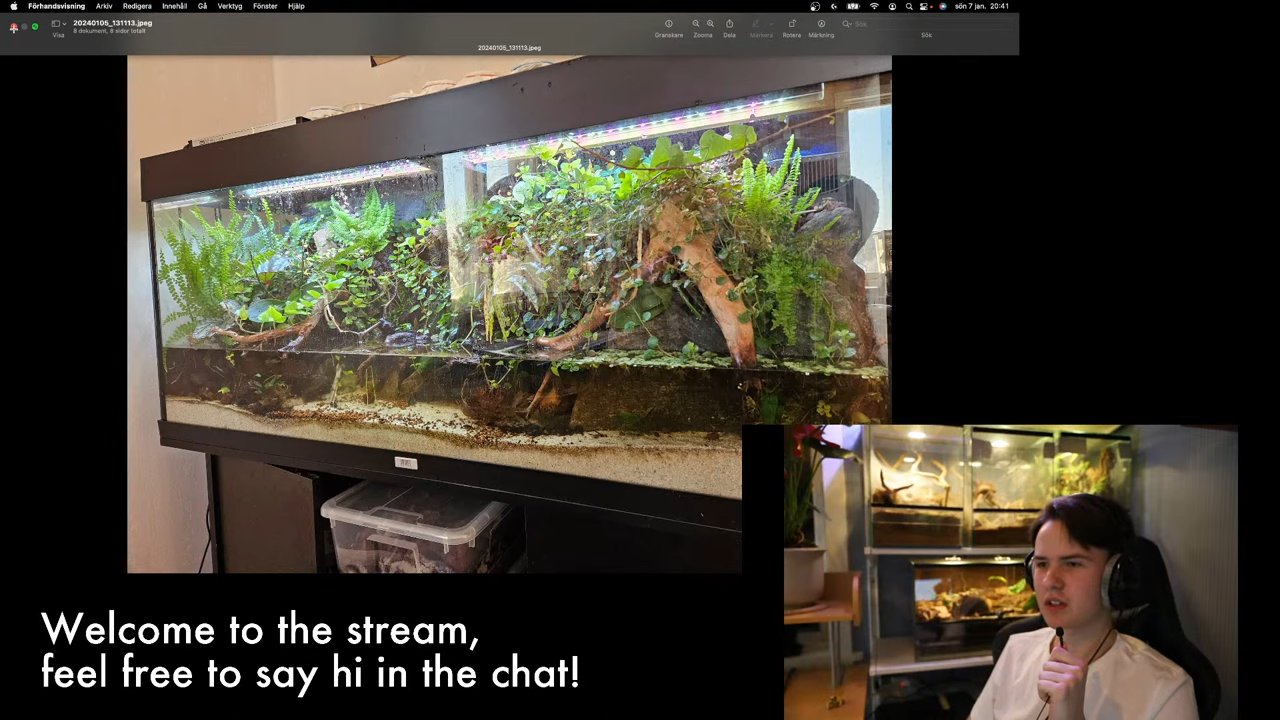 Förhandsvisning Arkiv Redigera Innehåll Gå Verktyg Fönster Hjälp sön 7 jan. 20:41
20240105_131113.jpeg
8 dokument, 8 sidor totalt
Visa Granskare Zooma Dela Markera Rotera Märkning Sök
Sök
20240105_131113.jpeg
Welcome to the stream,
feel free to say hi in the chat!